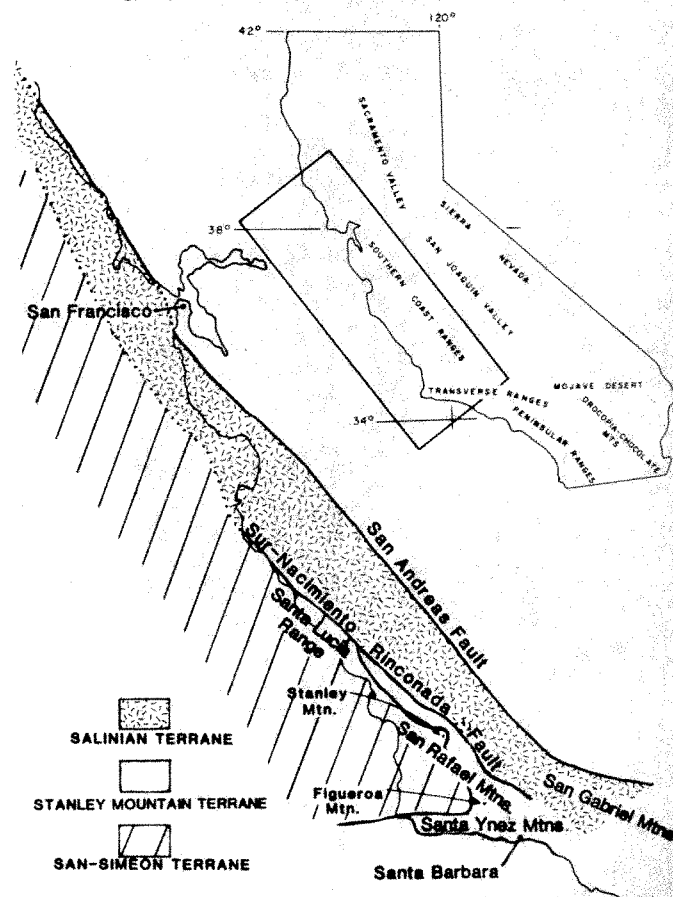 42°
120°
SACRAMENTO VALLEY
SIERRA
NEVADA
38°
SAN JOAQUIN VALLEY
SOUTHERN
COAST RANGES
TRANSVERSE RANGES
MOJAVE DESERT
OROCOPIA-CHOCOLATE
MTS
PENINSULAR RANGES
34°
San Francisco
San Andreas Fault
Sur-Nacimiento
Rinconada Fault
Santa-Lucia
Range
Stanley
Mtn.
San Rafael Mtns.
San Gabriel Mtns
Figueroa
Mtn.
Santa Ynez Mtns
Santa Barbara
SALINIAN TERRANE
STANLEY MOUNTAIN TERRANE
SAN-SIMEON TERRANE